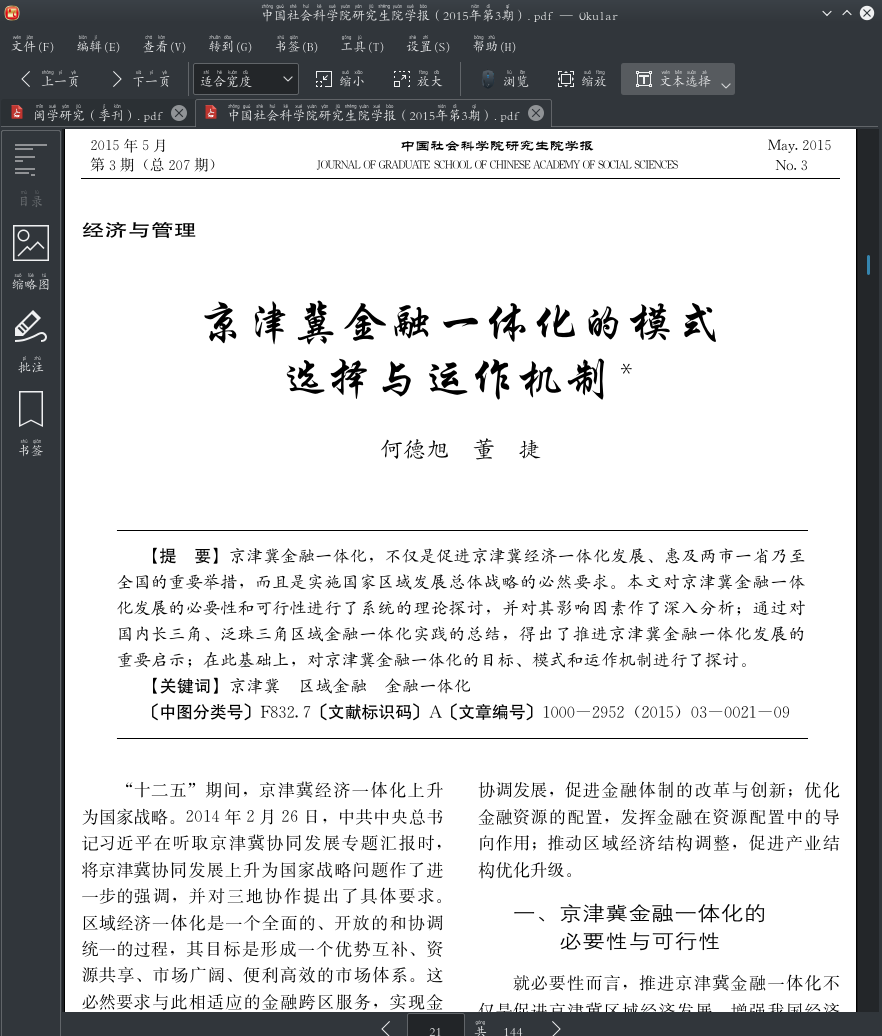 中国社会科学院研究生院学报（2015年第3期）.pdf — Okular
文件(F) 编辑(E) 查看(V) 转到(G) 书签(B) 工具(T) 设置(S) 帮助(H)
上一页 下一页 适合宽度 缩小 放大 浏览 缩放 文本选择
闽学研究（季刊）.pdf 中国社会科学院研究生院学报（2015年第3期）.pdf
目录
缩略图
批注
书签
2015 年 5 月 中国社会科学院研究生院学报 May. 2015
第 3 期（总 207 期） JOURNAL OF GRADUATE SCHOOL OF CHINESE ACADEMY OF SOCIAL SCIENCES No. 3
经济与管理
京津冀金融一体化的模式
选择与运作机制*
何德旭 董 捷
【提 要】京津冀金融一体化，不仅是促进京津冀经济一体化发展、惠及两市一省乃至
全国的重要举措，而且是实施国家区域发展总体战略的必然要求。本文对京津冀金融一体
化发展的必要性和可行性进行了系统的理论探讨，并对其影响因素作了深入分析；通过对
国内长三角、泛珠三角区域金融一体化实践的总结，得出了推进京津冀金融一体化发展的
重要启示；在此基础上，对京津冀金融一体化的目标、模式和运作机制进行了探讨。
【关键词】京津冀 区域金融 金融一体化
〔中图分类号〕F832.7〔文献标识码〕A〔文章编号〕1000－2952（2015）03－0021－09
“十二五”期间，京津冀经济一体化上升
为国家战略。2014 年 2 月 26 日，中共中央总书
记习近平在听取京津冀协同发展专题汇报时，
将京津冀协同发展上升为国家战略问题作了进
一步的强调，并对三地协作提出了具体要求。
区域经济一体化是一个全面的、开放的和协调
统一的过程，其目标是形成一个优势互补、资
源共享、市场广阔、便利高效的市场体系。这
必然要求与此相适应的金融跨区服务，实现金
协调发展，促进金融体制的改革与创新；优化
金融资源的配置，发挥金融在资源配置中的导
向作用；推动区域经济结构调整，促进产业结
构优化升级。
一、京津冀金融一体化的
必要性与可行性
就必要性而言，推进京津冀金融一体化不
仅是促进京津冀区域经济发展、增强我国经济
21 共 144